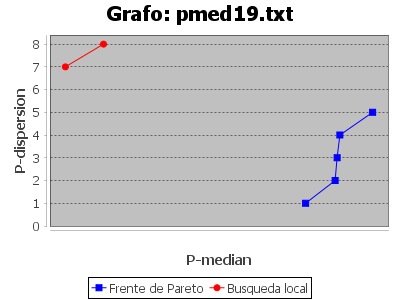 Grafo: pmed19.txt
8
7
6
5
4
3
2
1
0
P-dispersion
P-median
Frente de Pareto
Busqueda local